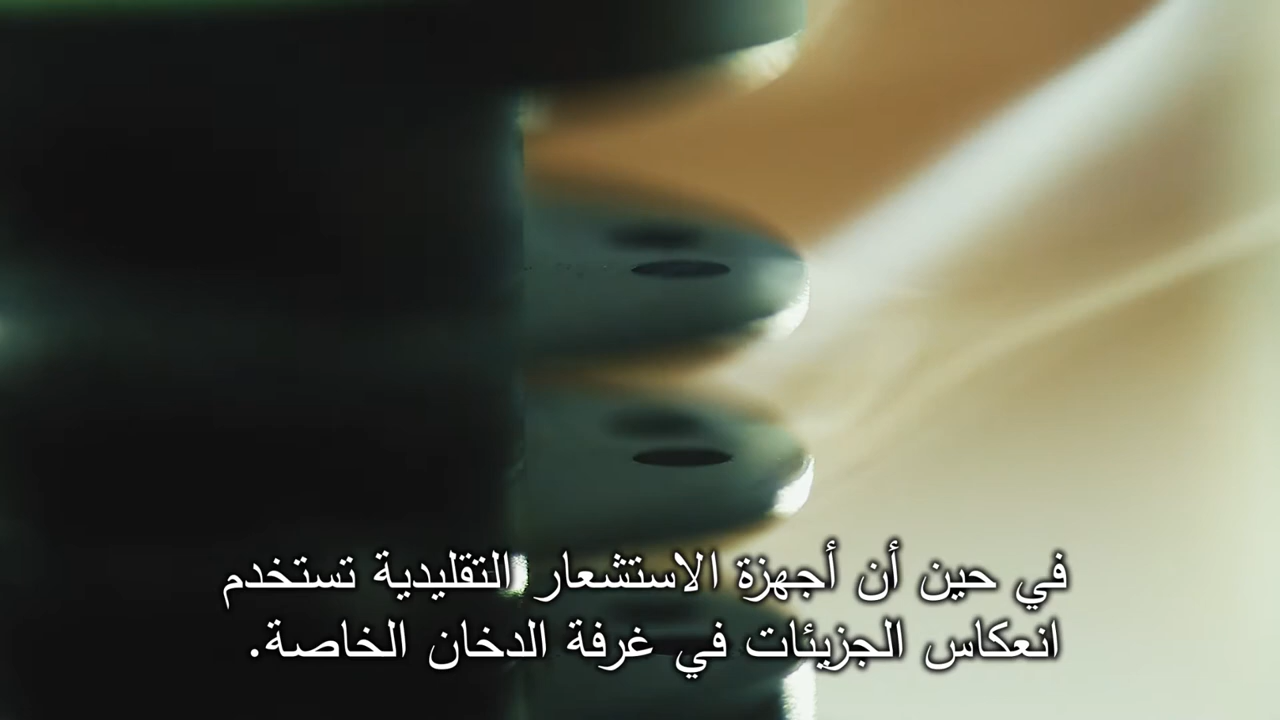 في حين أن أجهزة الاستشعار التقليدية تستخدم
انعكاس الجزيئات في غرفة الدخان الخاصة.